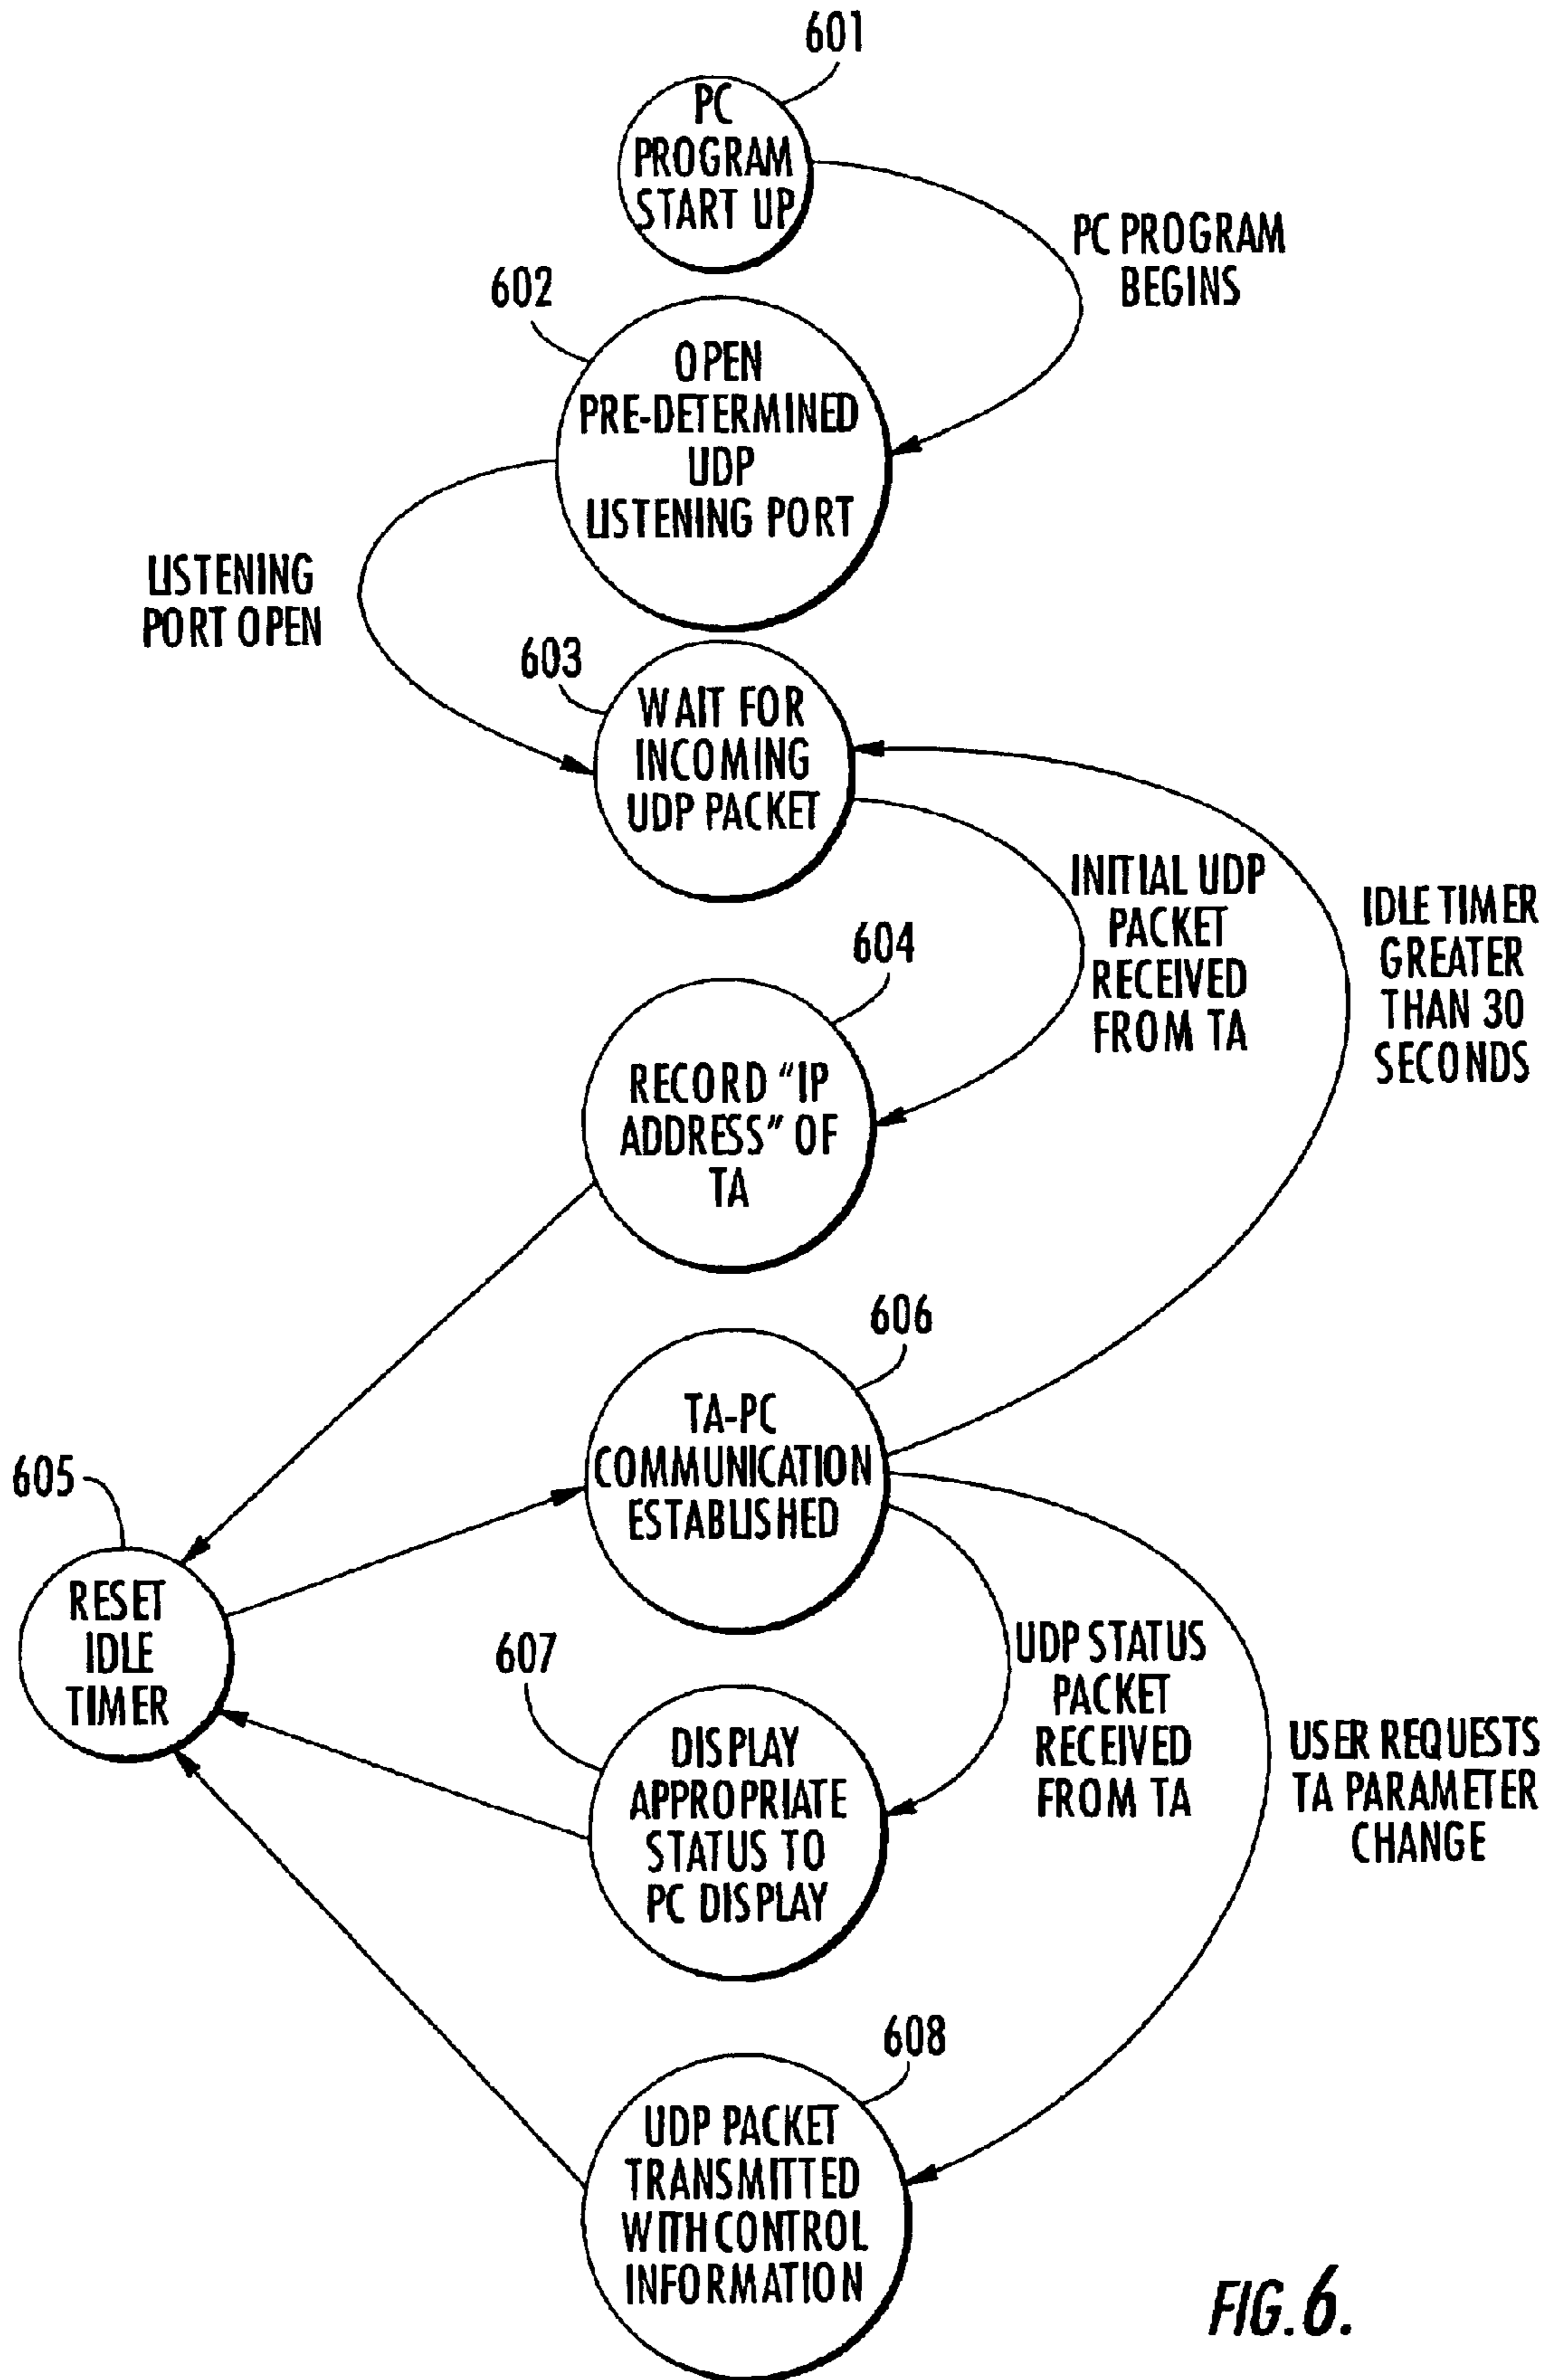 601
PC
PROGRAM
START UP
PC PROGRAM
BEGINS
602
OPEN
PRE-DETERMINED
UDP
LISTENING PORT
LISTENING
PORT OPEN
603
WAIT FOR
INCOMING
UDP PACKET
INITIAL UDP
PACKET
RECEIVED
FROM TA
IDLE TIMER
GREATER
THAN 30
SECONDS
604
RECORD "IP
ADDRESS" OF
TA
606
TA-PC
COMMUNICATION
ESTABLISHED
605
RESET
IDLE
TIMER
UDP STATUS
PACKET
RECEIVED
FROM TA
607
DISPLAY
APPROPRIATE
STATUS TO
PC DISPLAY
USER REQUESTS
TA PARAMETER
CHANGE
608
UDP PACKET
TRANSMITTED
WITH CONTROL
INFORMATION
FIG. 6.